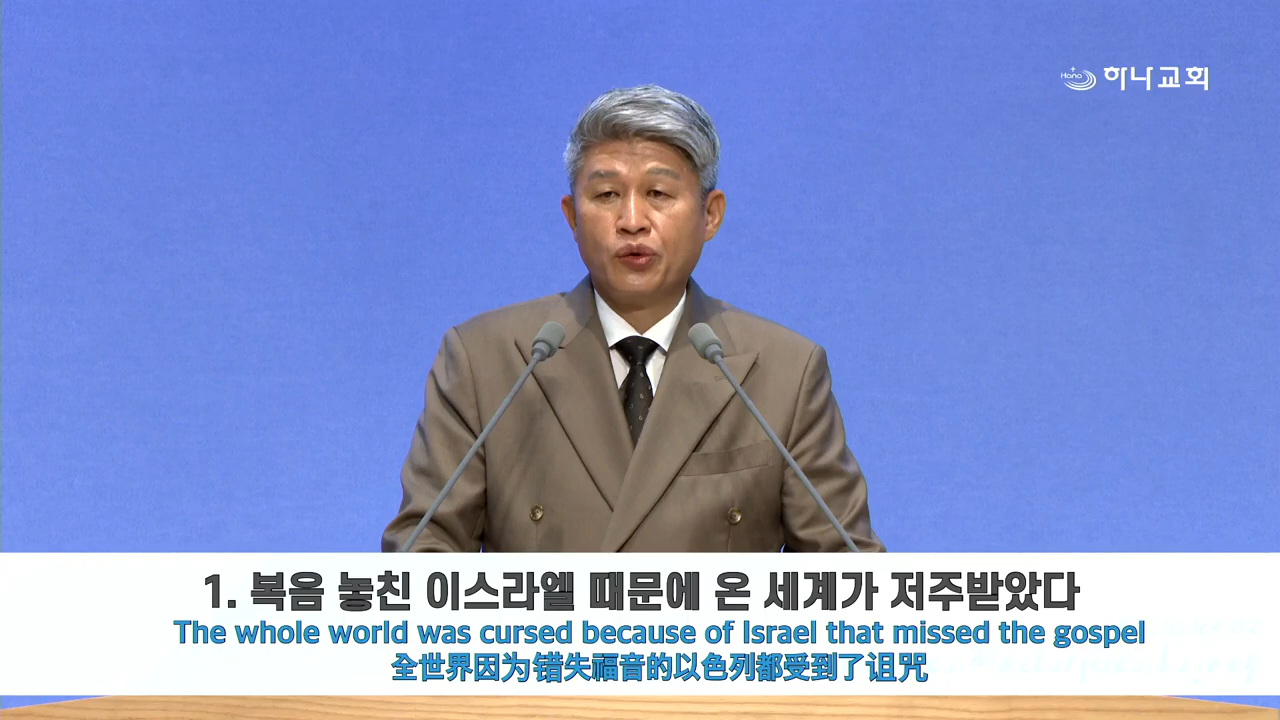 Hana 하나교회
1. 복음 놓친 이스라엘 때문에 온 세계가 저주받았다
The whole world was cursed because of Israel that missed the gospel
全世界因为错失福音的以色列都受到了诅咒